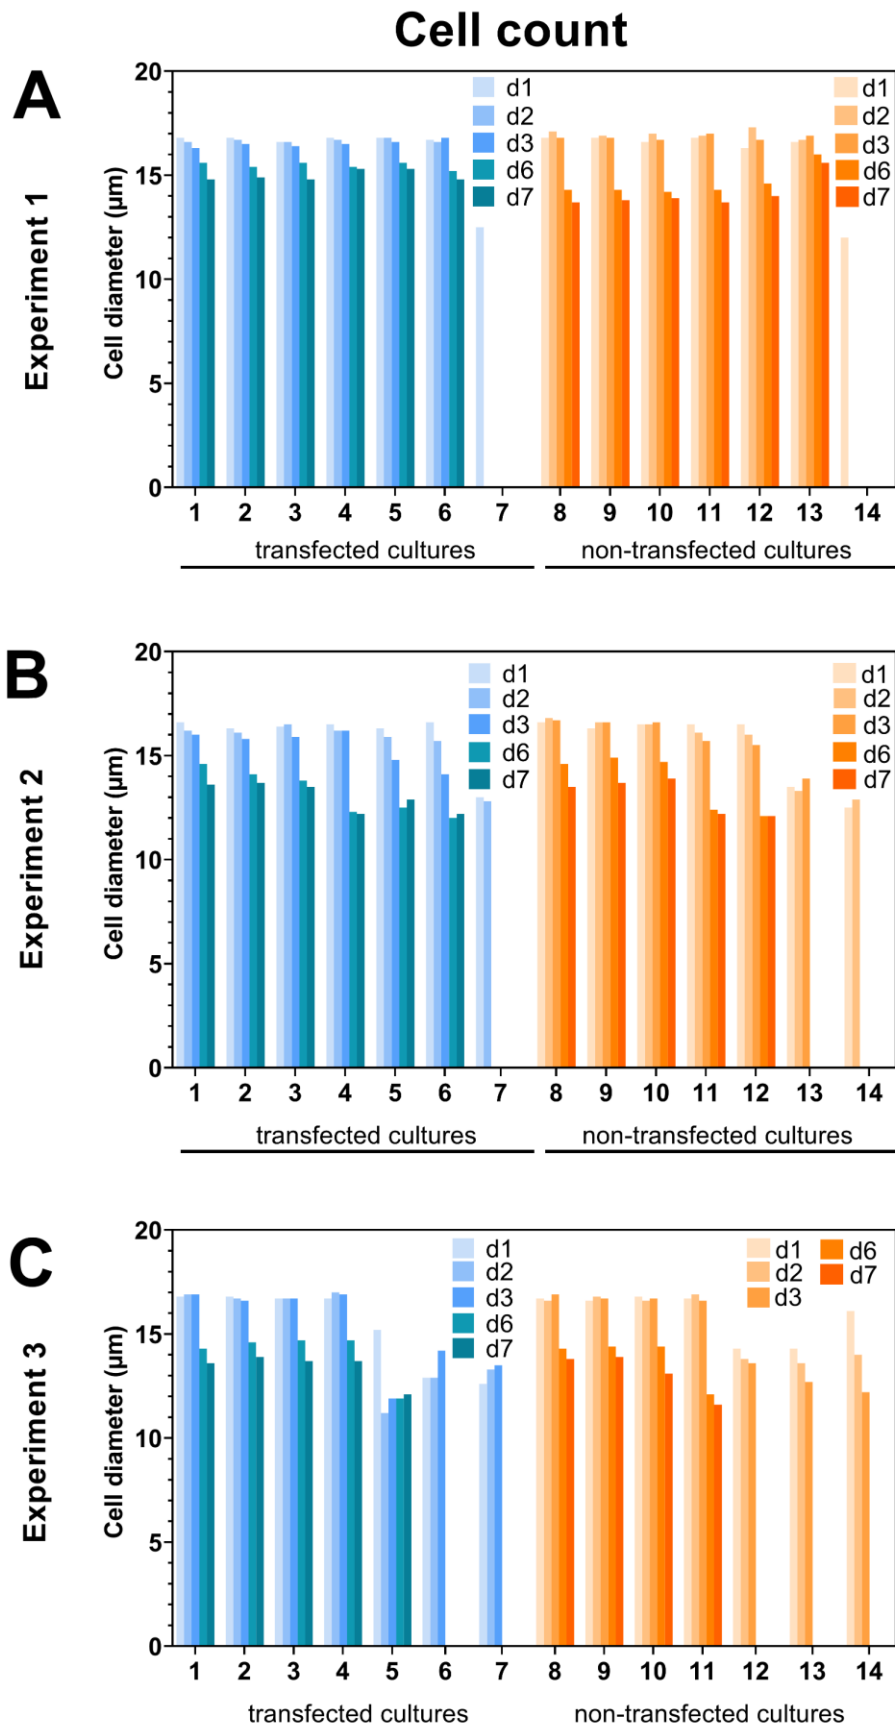 Cell count
A
Experiment 1
Cell diameter (µm)
20
15
10
5
0
d1
d2
d3
d6
d7
d1
d2
d3
d6
d7
1 2 3 4 5 6 7 8 9 10 11 12 13 14
transfected cultures non-transfected cultures
B
Experiment 2
Cell diameter (µm)
20
15
10
5
0
d1
d2
d3
d6
d7
d1
d2
d3
d6
d7
1 2 3 4 5 6 7 8 9 10 11 12 13 14
transfected cultures non-transfected cultures
C
Experiment 3
Cell diameter (µm)
20
15
10
5
0
d1
d2
d3
d6
d7
d1 d6
d2 d7
d3
1 2 3 4 5 6 7 8 9 10 11 12 13 14
transfected cultures non-transfected cultures